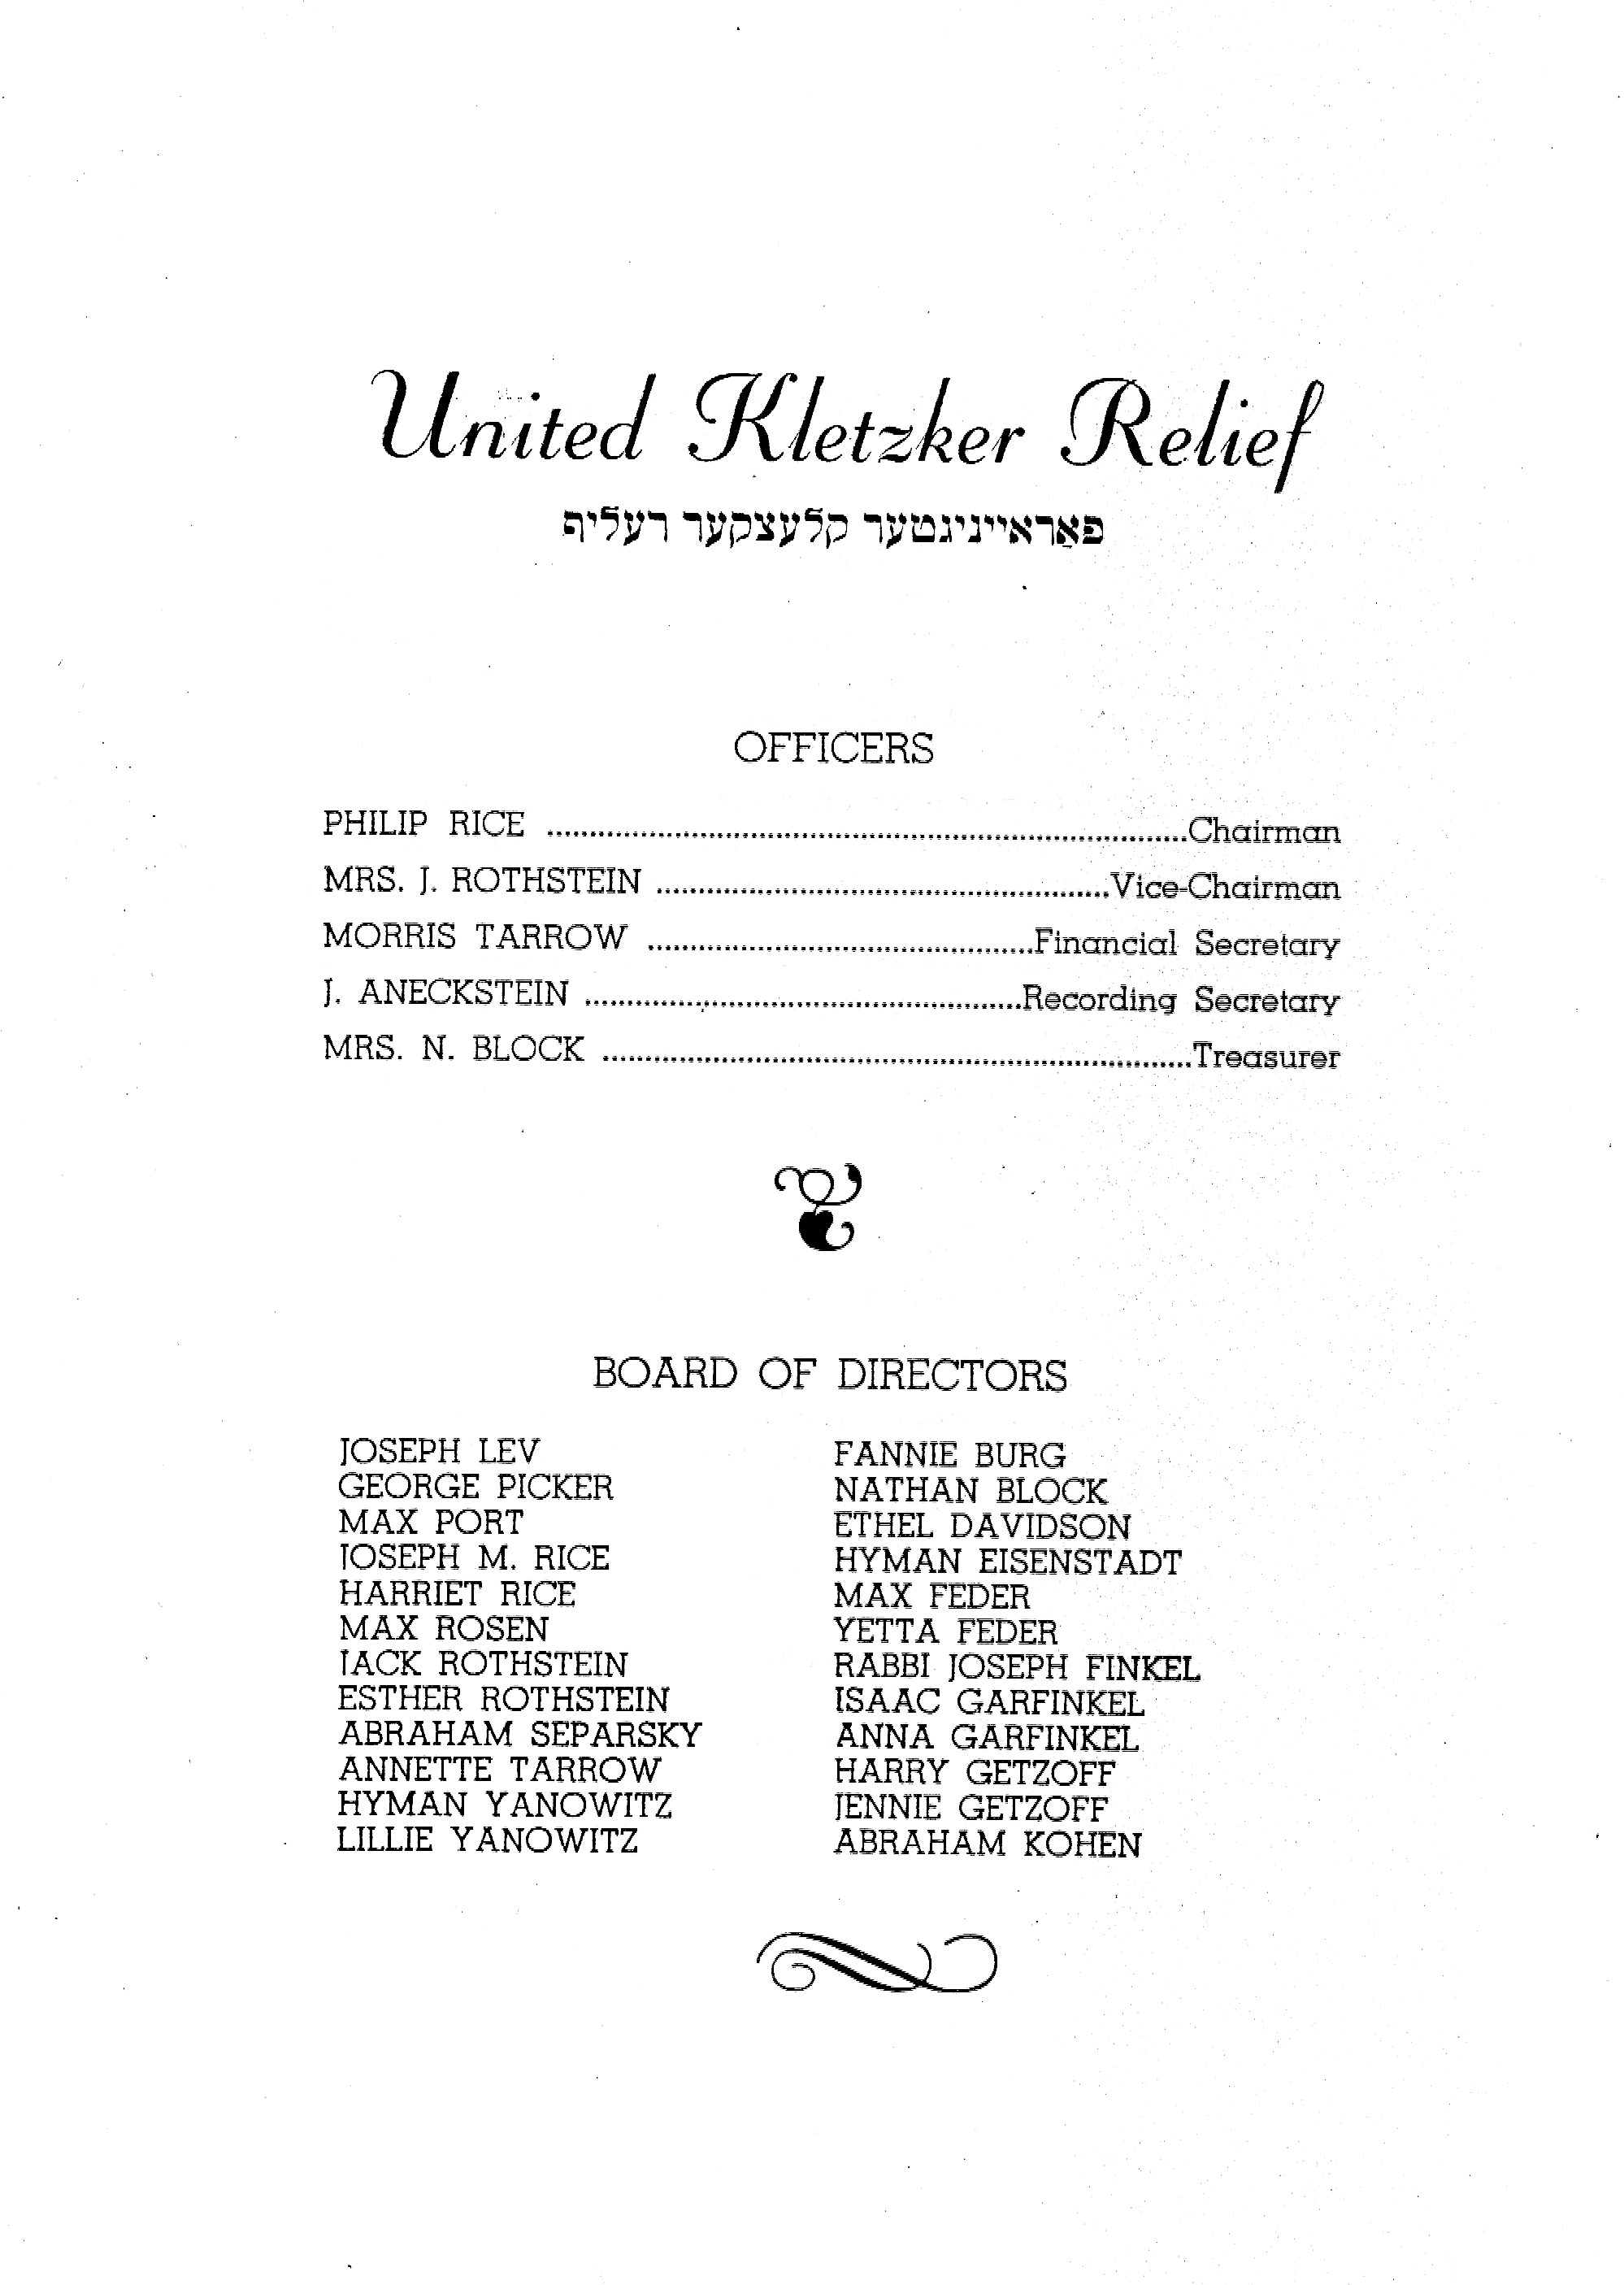 United Kletzker Relief
פֿאַראייניגטער קלעצקער רעליף
OFFICERS
PHILIP RICE ........ Chairman
MRS. J. ROTHSTEIN ........ Vice-Chairman
MORRIS TARROW ........ Financial Secretary
J. ANECKSTEIN ........ Recording Secretary
MRS. N. BLOCK ........ Treasurer
BOARD OF DIRECTORS
JOSEPH LEV
GEORGE PICKER
MAX PORT
JOSEPH M. RICE
HARRIET RICE
MAX ROSEN
JACK ROTHSTEIN
ESTHER ROTHSTEIN
ABRAHAM SEPARSKY
ANNETTE TARROW
HYMAN YANOWITZ
LILLIE YANOWITZ
FANNIE BURG
NATHAN BLOCK
ETHEL DAVIDSON
HYMAN EISENSTADT
MAX FEDER
YETTA FEDER
RABBI JOSEPH FINKEL
ISAAC GARFINKEL
ANNA GARFINKEL
HARRY GETZOFF
JENNIE GETZOFF
ABRAHAM KOHEN